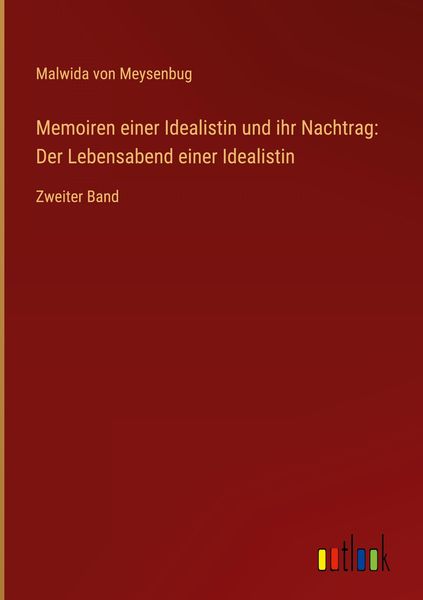 Malwida von Meysenbug
Memoiren einer Idealistin und ihr Nachtrag:
Der Lebensabend einer Idealistin
Zweiter Band
outlook